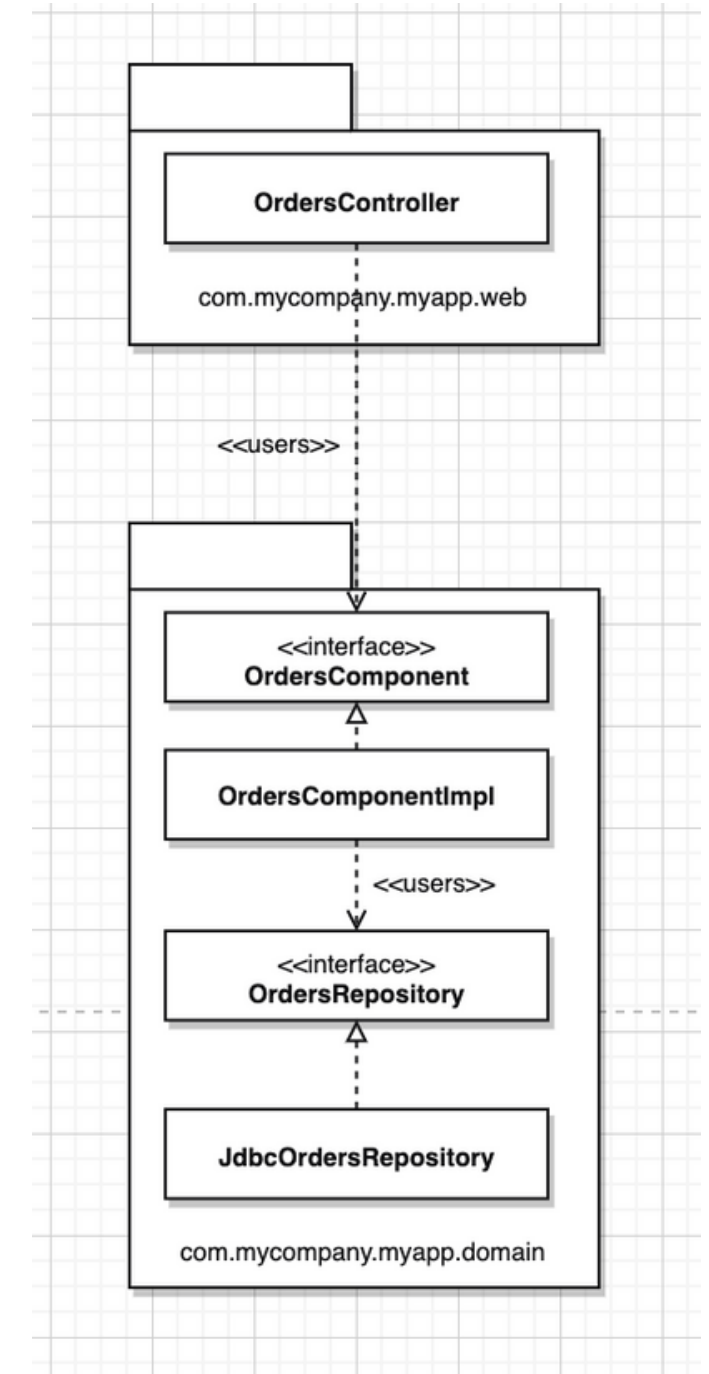 OrdersController
com.mycompany.myapp.web
<<users>>
<<interface>>
OrdersComponent
OrdersComponentImpl
<<users>>
<<interface>>
OrdersRepository
JdbcOrdersRepository
com.mycompany.myapp.domain